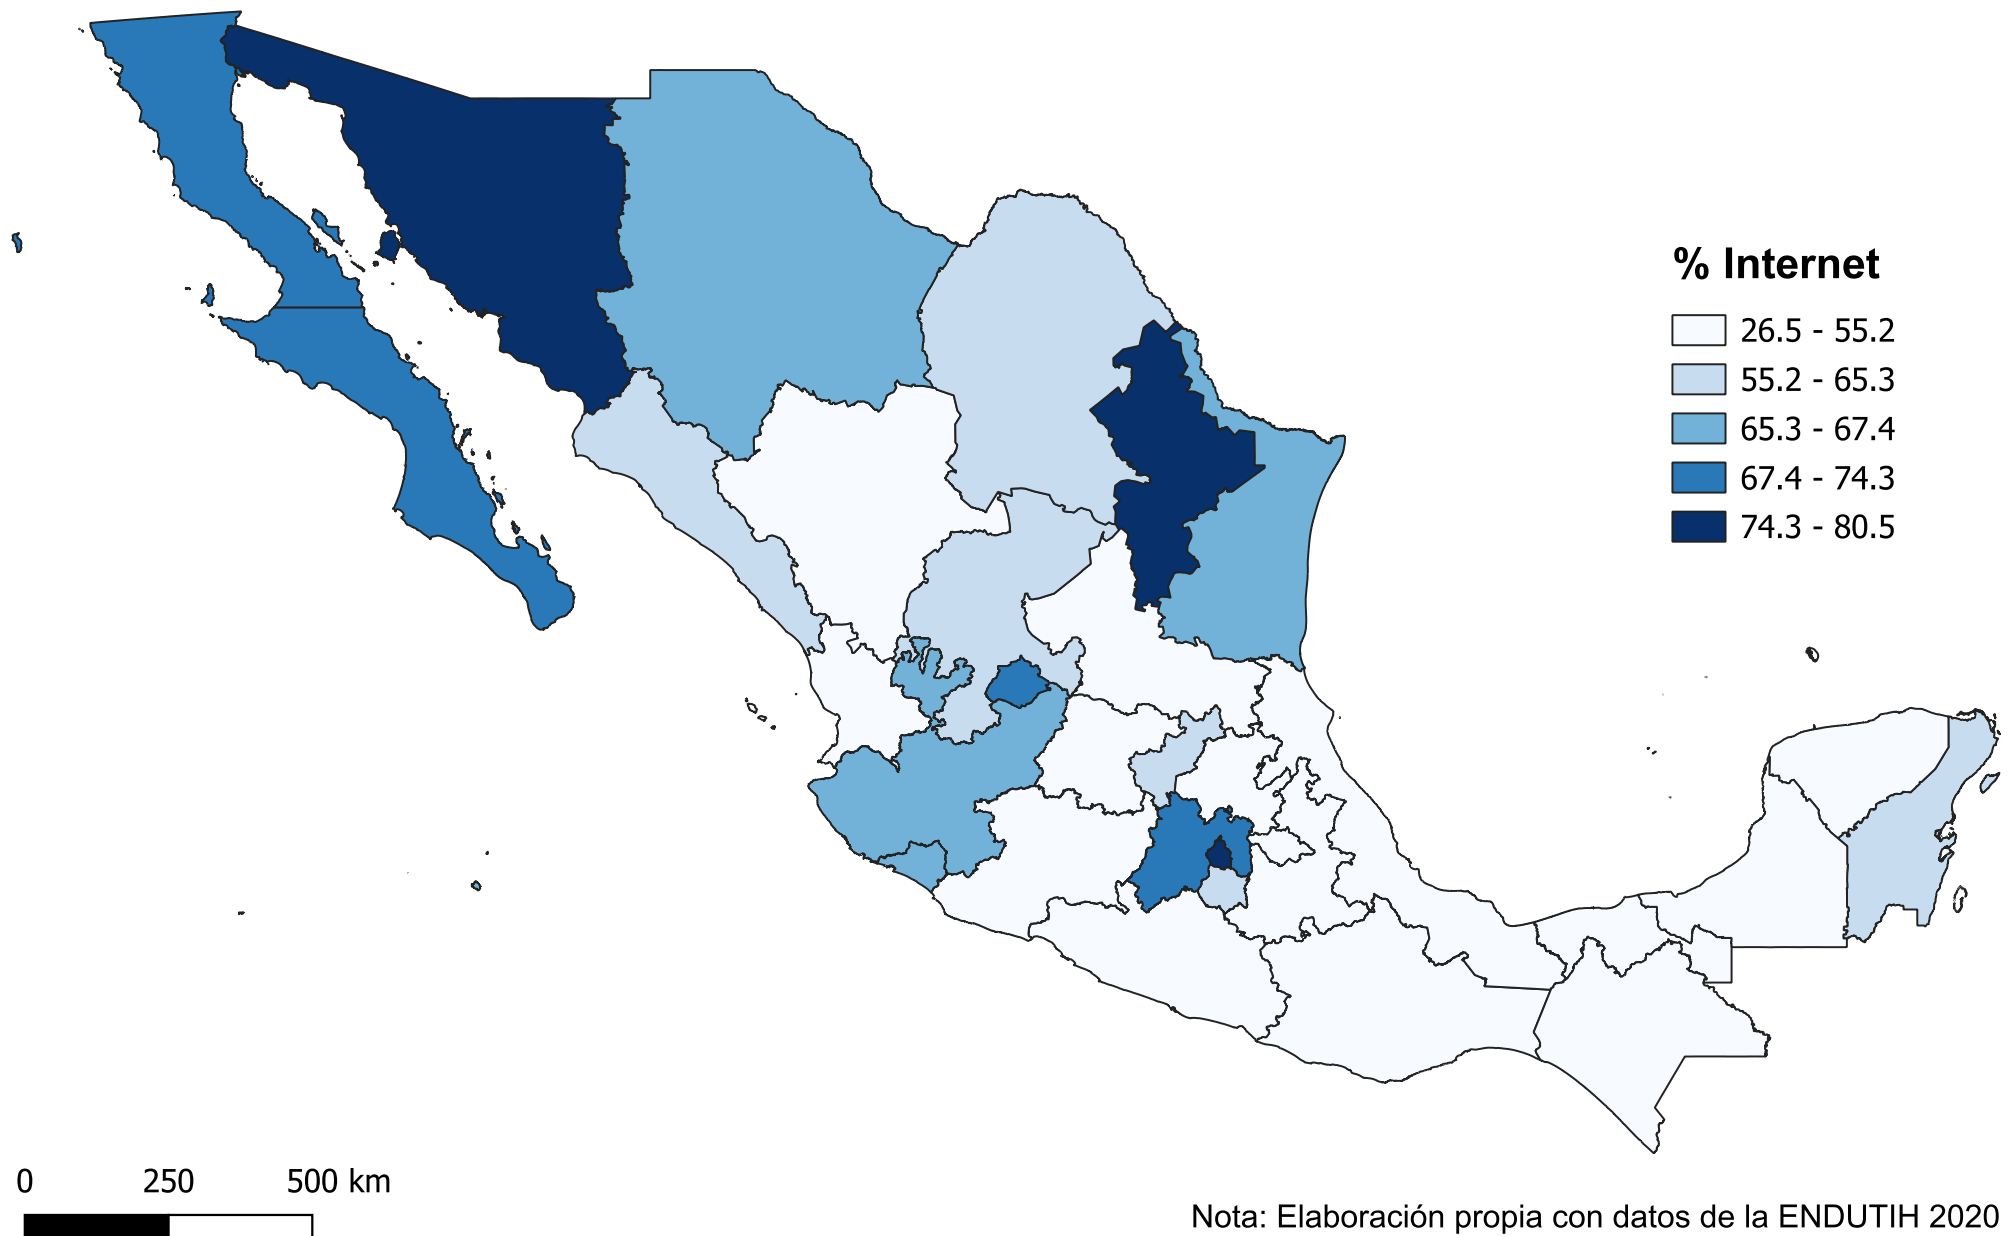 % Internet
26.5 - 55.2
55.2 - 65.3
65.3 - 67.4
67.4 - 74.3
74.3 - 80.5
0 250 500 km
Nota: Elaboración propia con datos de la ENDUTIH 2020